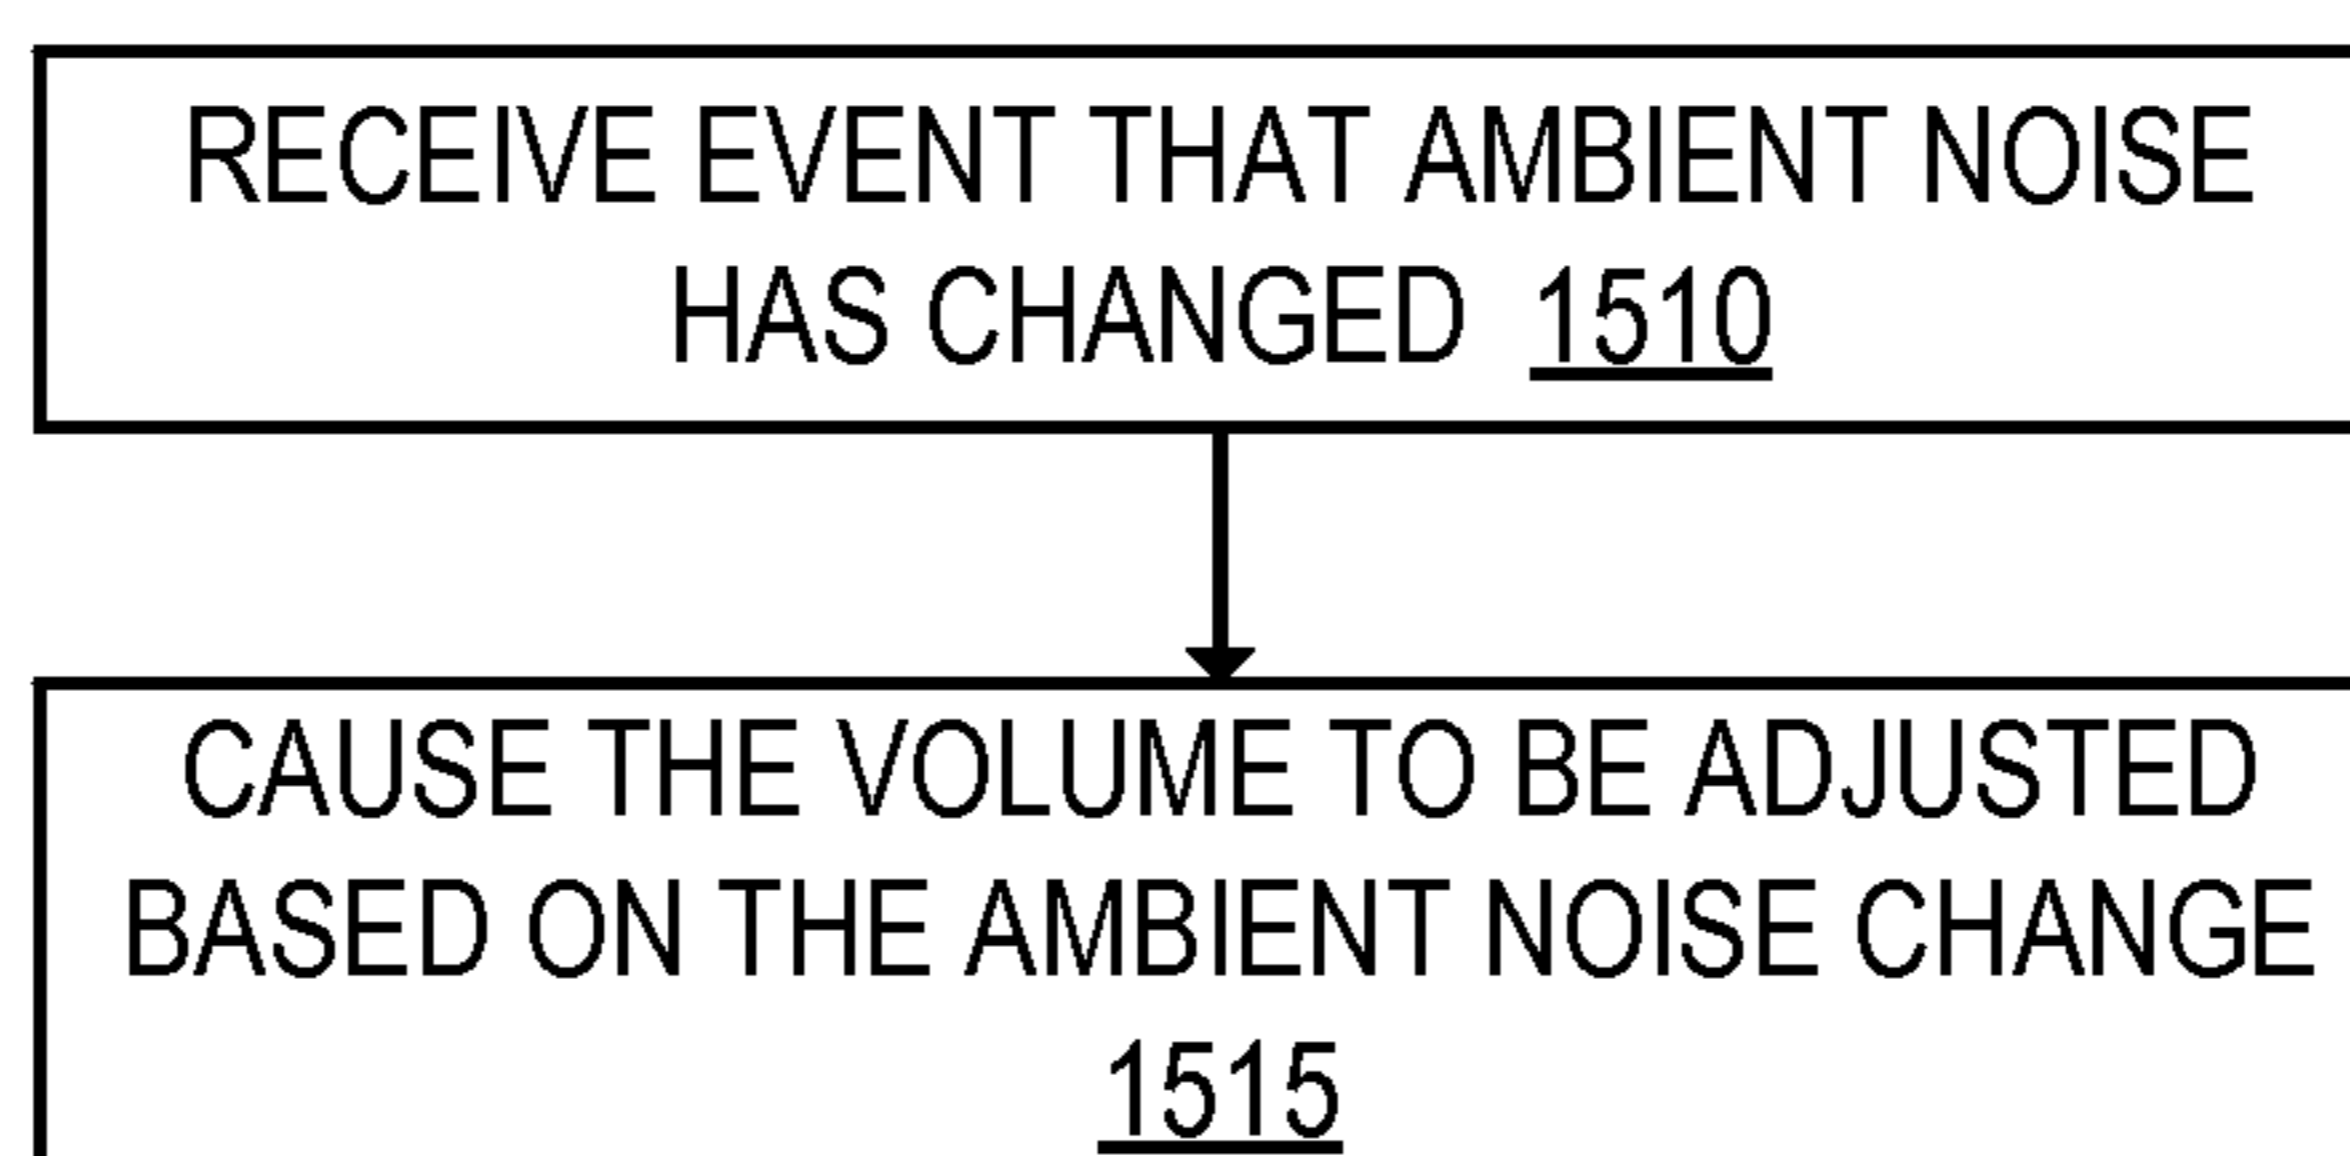 RECEIVE EVENT THAT AMBIENT NOISE
HAS CHANGED 1510
CAUSE THE VOLUME TO BE ADJUSTED
BASED ON THE AMBIENT NOISE CHANGE
1515